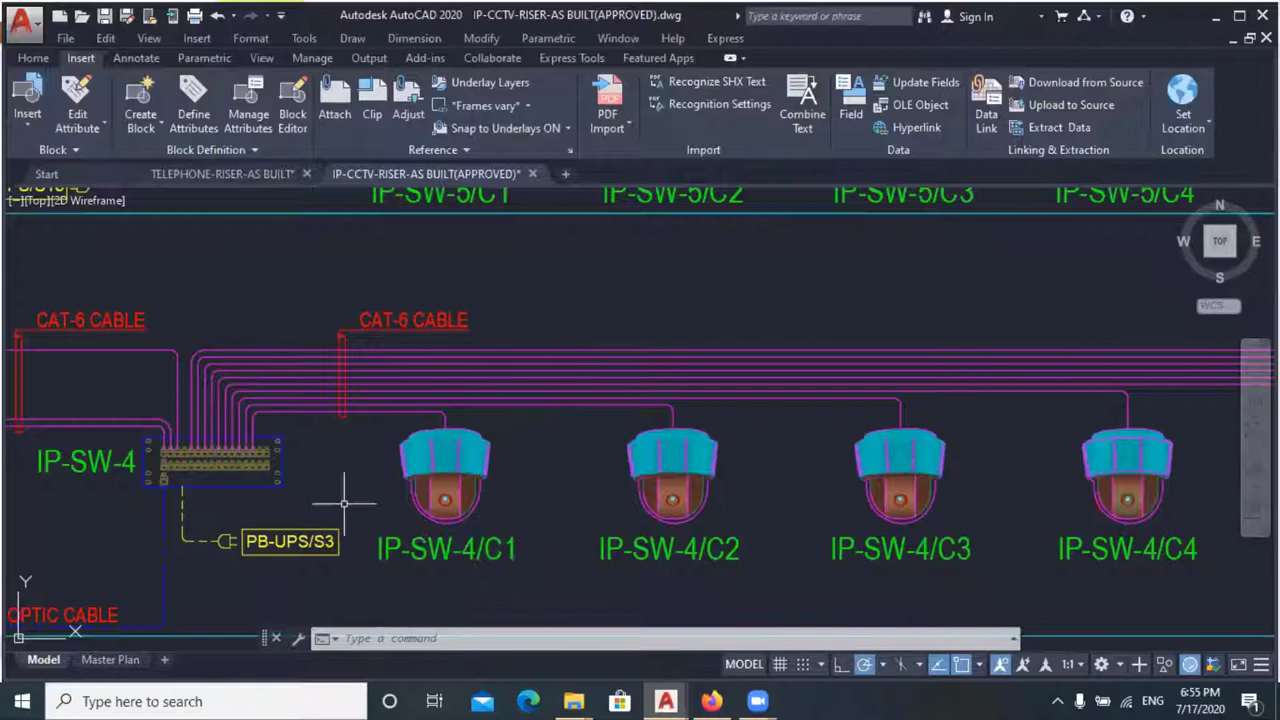 Autodesk AutoCAD 2020 IP-CCTV-RISER-AS BUILT(APPROVED).dwg
Type a keyword or phrase
Sign In
File Edit View Insert Format Tools Draw Dimension Modify Parametric Window Help Express
Home Insert Annotate Parametric View Manage Output Add-ins Collaborate Express Tools Featured Apps
Insert
Edit Attribute
Create Block
Define Attributes
Manage Attributes
Block Editor
Attach
Clip
Adjust
Underlay Layers
*Frames vary*
Snap to Underlays ON
PDF Import
Recognize SHX Text
Recognition Settings
Combine Text
Field
Update Fields
OLE Object
Hyperlink
Data Link
Download from Source
Upload to Source
Extract Data
Set Location
Block Block Definition Reference Import Data Linking & Extraction Location
Start TELEPHONE-RISER-AS BUILT* IP-CCTV-RISER-AS BUILT(APPROVED)*
[−][Top][2D Wireframe]
IP-SW-5/C1 IP-SW-5/C2 IP-SW-5/C3 IP-SW-5/C4
N
W TOP E
S
WCS
CAT-6 CABLE CAT-6 CABLE
IP-SW-4
PB-UPS/S3
IP-SW-4/C1 IP-SW-4/C2 IP-SW-4/C3 IP-SW-4/C4
Y
OPTIC CABLE
X
Type a command
Model Master Plan
MODEL 1:1
Type here to search
A
ENG
6:55 PM
7/17/2020
1